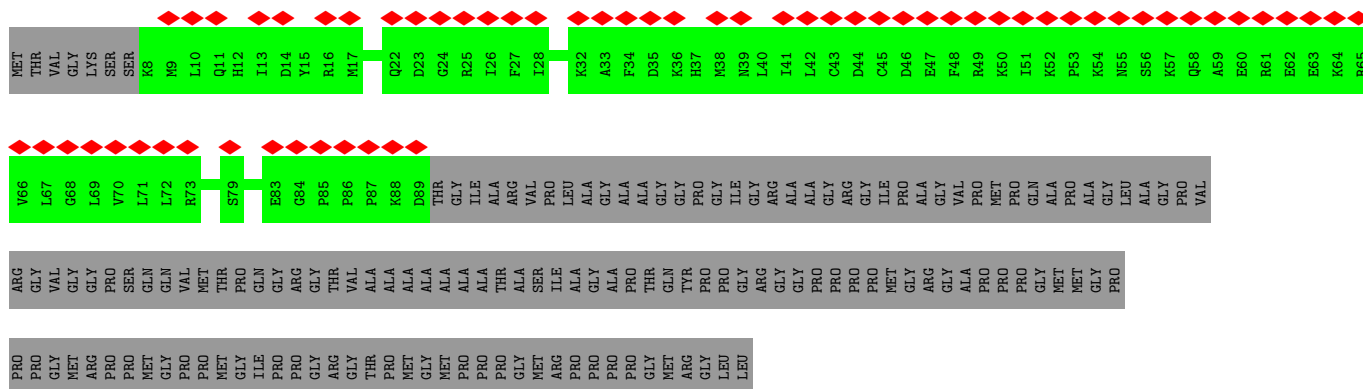 MET THR VAL GLY LYS SER SER K8 M9 L10 Q11 H12 I13 D14 Y15 R16 M17 Q22 D23 G24 R25 I26 F27 I28 K32 A33 F34 D35 K36 H37 M38 N39 L40 I41 L42 C43 D44 C45 D46 E47 F48 R49 K50 I51 K52 P53 K54 N55 S56 K57 Q58 A59 E60 R61 E62 E63 K64 R65
V66 L67 G68 L69 V70 L71 L72 R73 S79 E83 G84 P85 P86 P87 K88 D89 THR GLY ILE ALA ARG VAL PRO LEU ALA GLY ALA ALA GLY GLY PRO GLY ILE GLY ARG ALA ALA GLY ARG GLY ILE PRO ALA GLY VAL PRO MET PRO GLN ALA PRO ALA GLY LEU ALA GLY PRO VAL
ARG GLY VAL GLY GLY PRO SER GLN GLN VAL MET THR PRO GLN GLY ARG GLY THR VAL ALA ALA ALA ALA ALA ALA THR ALA SER ILE ALA GLY ALA PRO THR GLN TYR PRO PRO GLY ARG GLY GLY PRO PRO PRO PRO MET GLY ARG GLY ALA PRO PRO PRO GLY MET MET GLY PRO
PRO PRO GLY MET ARG PRO PRO MET GLY PRO PRO MET GLY ILE PRO PRO GLY ARG GLY THR PRO MET GLY MET PRO PRO PRO GLY MET ARG PRO PRO PRO PRO GLY MET ARG GLY LEU LEU